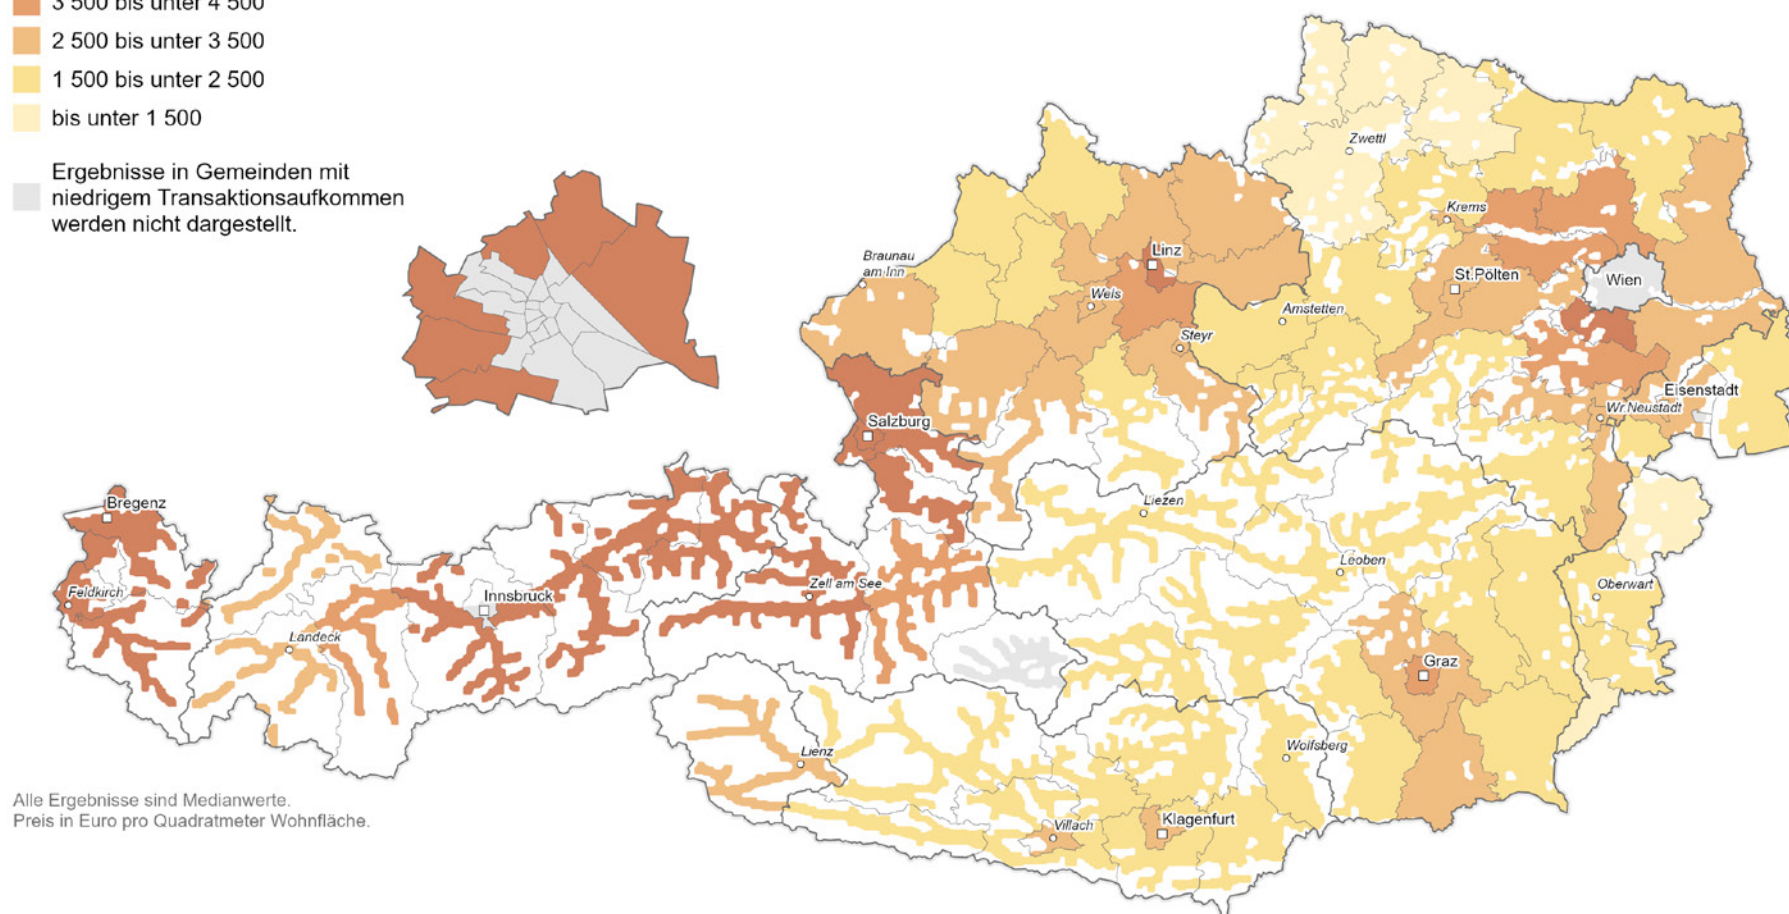 3 500 bis unter 4 500
2 500 bis unter 3 500
1 500 bis unter 2 500
bis unter 1 500
Ergebnisse in Gemeinden mit
niedrigem Transaktionsaufkommen
werden nicht dargestellt.
Zwettl
Krems
Braunau
am Inn
Linz
Wels
St.Pölten
Wien
Amstetten
Steyr
Salzburg
Eisenstadt
Wr.Neustadt
Bregenz
Liezen
Leoben
Feldkirch
Innsbruck
Zell am See
Oberwart
Landeck
Graz
Lienz
Wolfsberg
Villach
Klagenfurt
Alle Ergebnisse sind Medianwerte.
Preis in Euro pro Quadratmeter Wohnfläche.